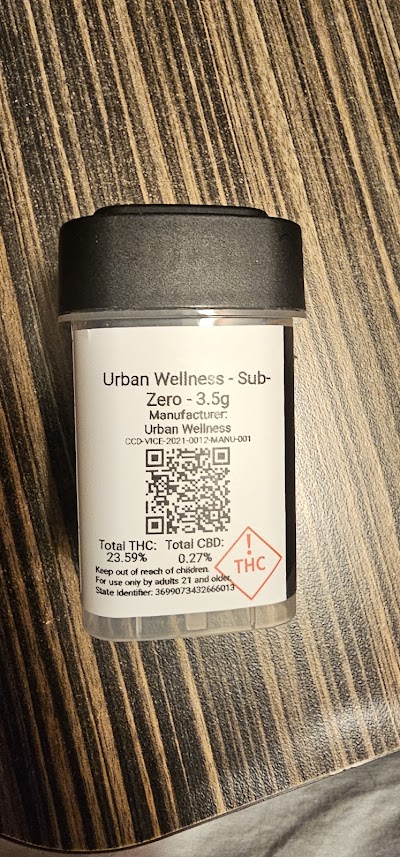 Urban Wellness - Sub-
Zero - 3.5g
Manufacturer:
Urban Wellness
CCD-VICE-2021-0012-MANU-001
Total THC: Total CBD:
23.59% 0.27%
!
THC
Keep out of reach of children.
For use only by adults 21 and older.
State Identifier: 3699073432666013